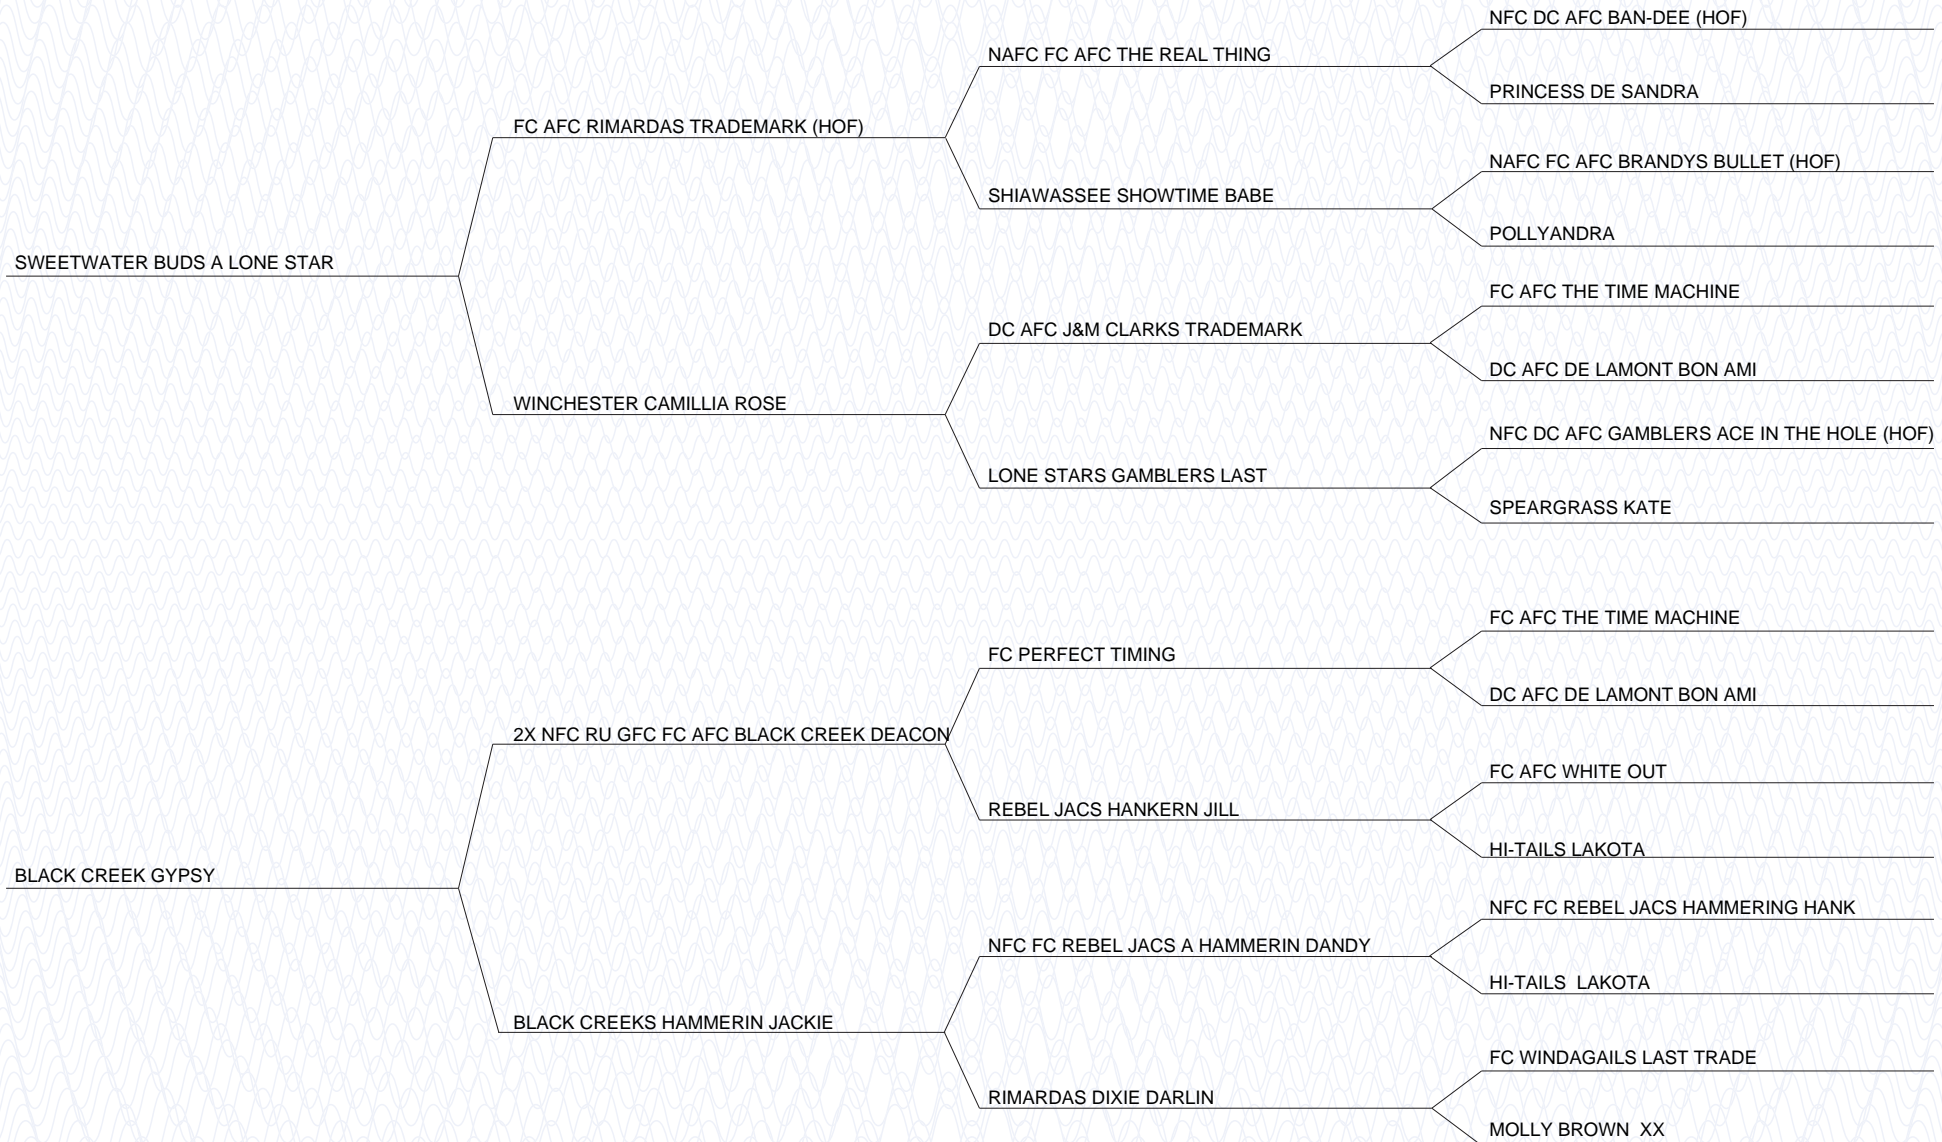 NFC DC AFC BAN-DEE (HOF)
NAFC FC AFC THE REAL THING
PRINCESS DE SANDRA
FC AFC RIMARDAS TRADEMARK (HOF)
NAFC FC AFC BRANDYS BULLET (HOF)
SHIAWASSEE SHOWTIME BABE
POLLYANDRA
SWEETWATER BUDS A LONE STAR
FC AFC THE TIME MACHINE
DC AFC J&M CLARKS TRADEMARK
DC AFC DE LAMONT BON AMI
WINCHESTER CAMILLIA ROSE
NFC DC AFC GAMBLERS ACE IN THE HOLE (HOF)
LONE STARS GAMBLERS LAST
SPEARGRASS KATE
FC AFC THE TIME MACHINE
FC PERFECT TIMING
DC AFC DE LAMONT BON AMI
2X NFC RU GFC FC AFC BLACK CREEK DEACON
FC AFC WHITE OUT
REBEL JACS HANKERN JILL
HI-TAILS LAKOTA
BLACK CREEK GYPSY
NFC FC REBEL JACS HAMMERING HANK
NFC FC REBEL JACS A HAMMERIN DANDY
HI-TAILS  LAKOTA
BLACK CREEKS HAMMERIN JACKIE
FC WINDAGAILS LAST TRADE
RIMARDAS DIXIE DARLIN
MOLLY BROWN  XX